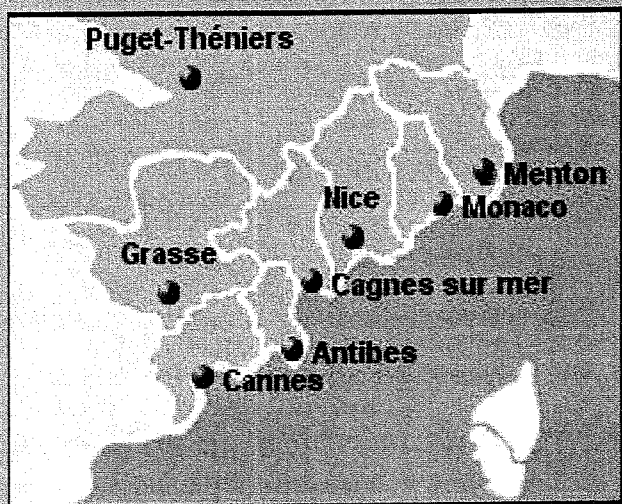 Puget-Théniers
Menton
Nice
Monaco
Grasse
Cagnes sur mer
Antibes
Cannes